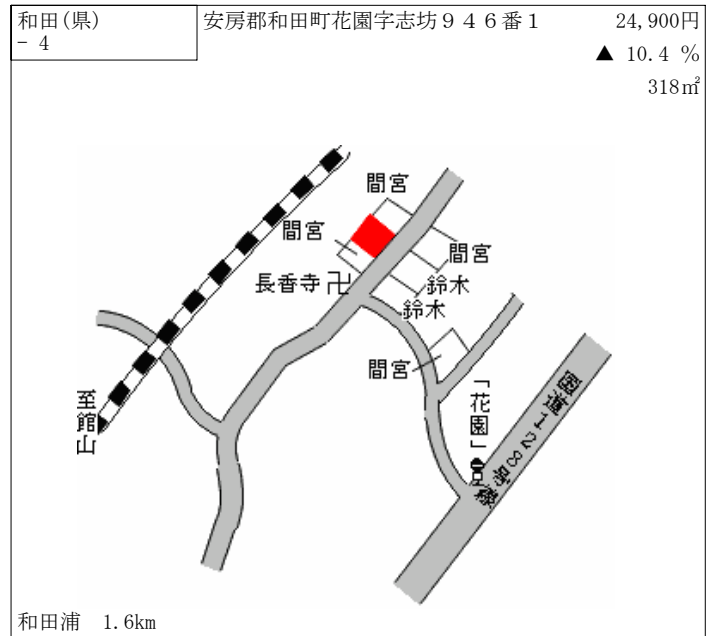 和田(県)
- 4
安房郡和田町花園字志坊９４６番１
24,900円
▲ 10.4 %
318㎡
間宮
間宮
間宮
長香寺卍
鈴木
鈴木
間宮
「花園」
国道１２８号線
至館山
和田浦 1.6km